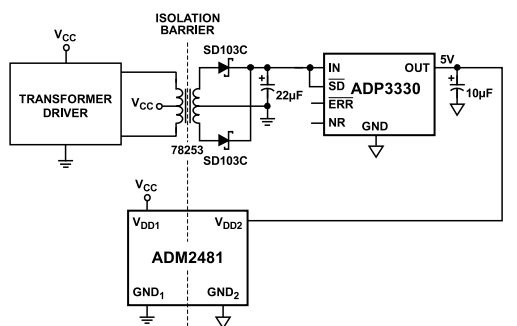 ISOLATION
BARRIER
VCC
SD103C
TRANSFORMER
DRIVER
VCC
+
22µF
IN
SD
ERR
NR
OUT
ADP3330
GND
5V
+
10µF
78253
SD103C
VCC
VDD1
VDD2
ADM2481
GND1
GND2